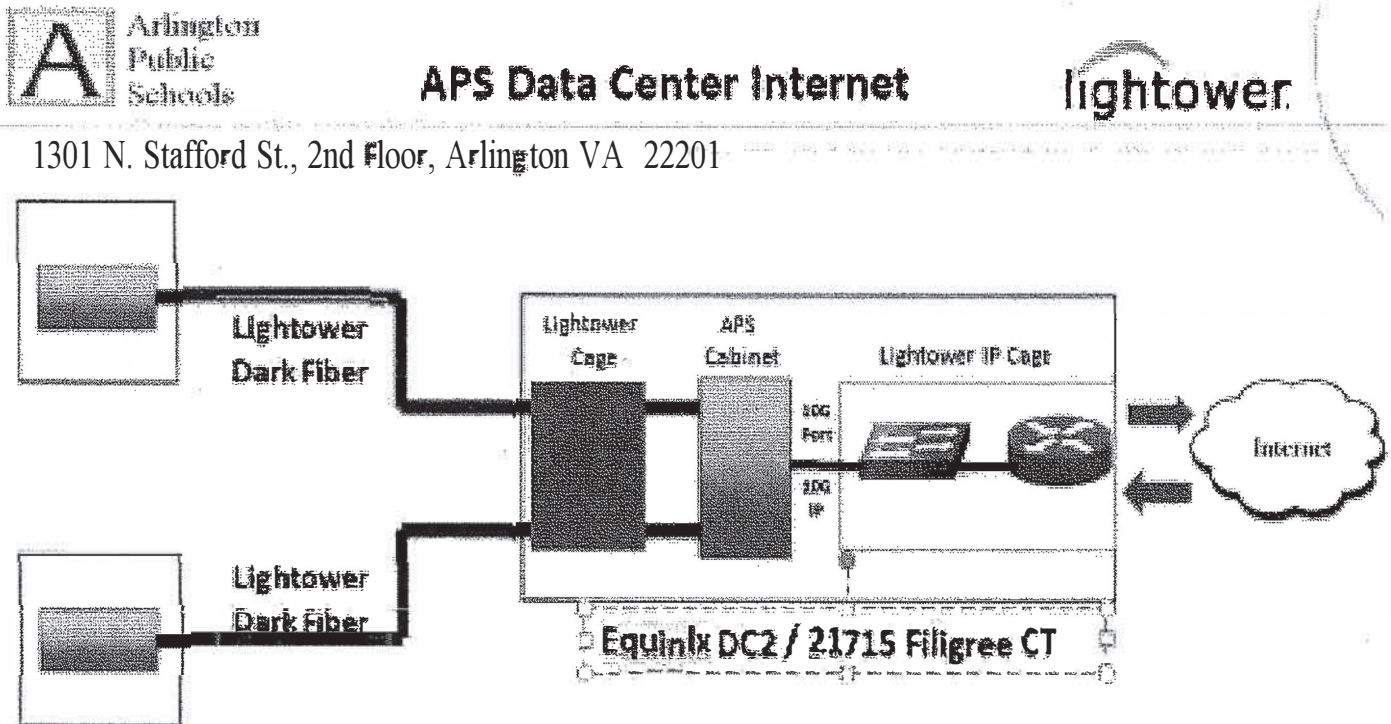 A
Arlington
Public
Schools
APS Data Center Internet
lightower
1301 N. Stafford St., 2nd Floor, Arlington VA 22201
Lightower
Dark Fiber
Lightower
Cage
APS
Cabinet
Lightower IP Cage
10G
Port
10G
IP
Internet
Lightower
Dark Fiber
Equinix DC2 / 21715 Filigree CT